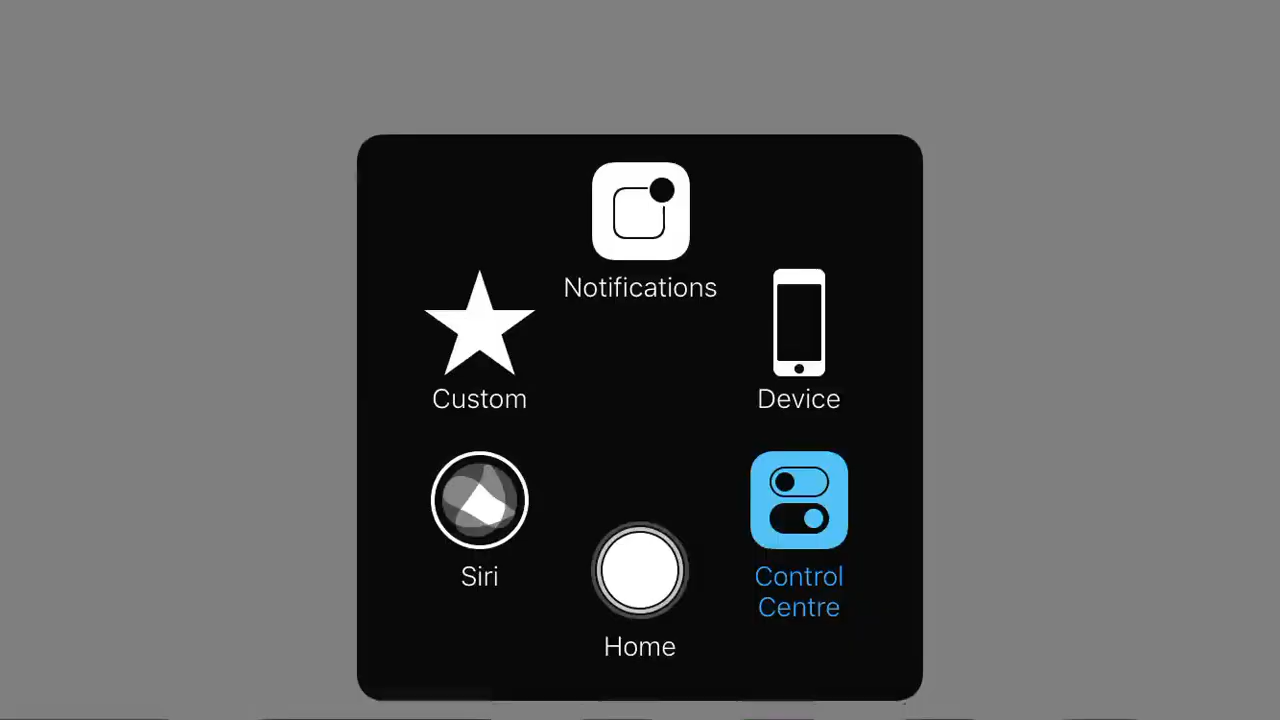 Notifications
Custom
Device
Siri
Control
Centre
Home